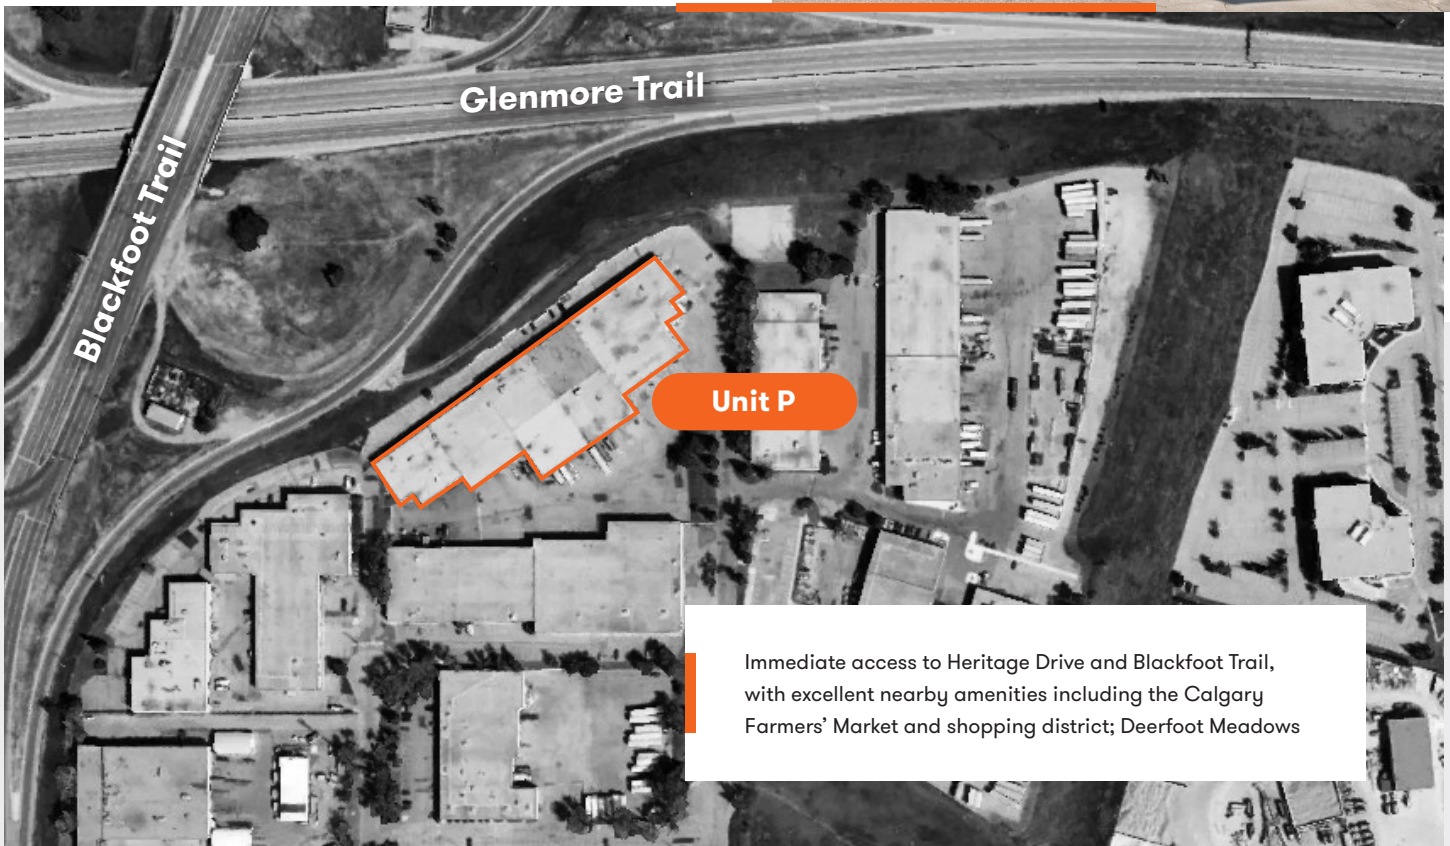 Glenmore Trail
Blackfoot Trail
Unit P
Immediate access to Heritage Drive and Blackfoot Trail,
with excellent nearby amenities including the Calgary
Farmers’ Market and shopping district; Deerfoot Meadows